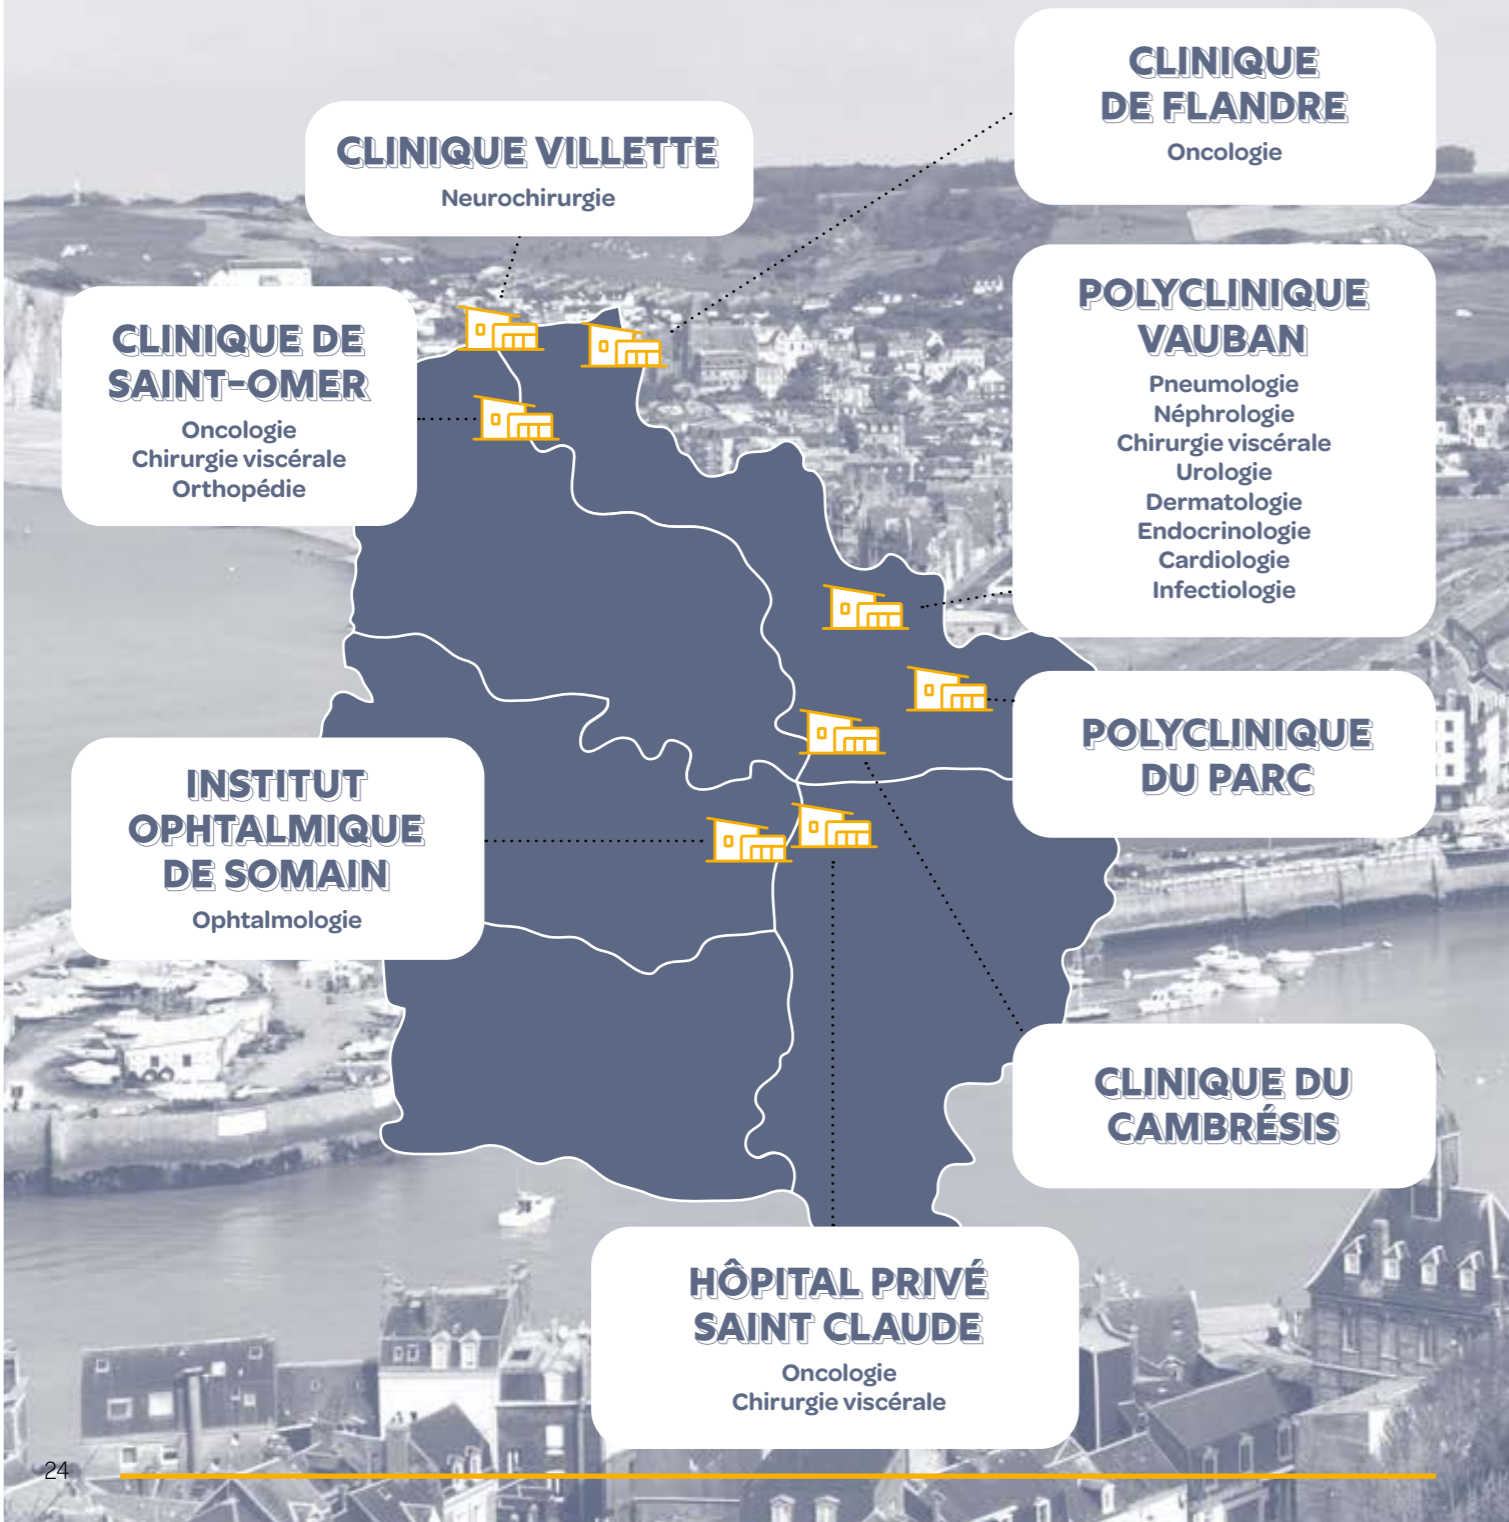 CLINIQUE
DE FLANDRE
Oncologie
CLINIQUE VILLETTE
Neurochirurgie
CLINIQUE DE
SAINT-OMER
Oncologie
Chirurgie viscérale
Orthopédie
POLYCLINIQUE
VAUBAN
Pneumologie
Néphrologie
Chirurgie viscérale
Urologie
Dermatologie
Endocrinologie
Cardiologie
Infectiologie
POLYCLINIQUE
DU PARC
INSTITUT
OPHTALMIQUE
DE SOMAIN
Ophtalmologie
CLINIQUE DU
CAMBRÉSIS
HÔPITAL PRIVÉ
SAINT CLAUDE
Oncologie
Chirurgie viscérale
24